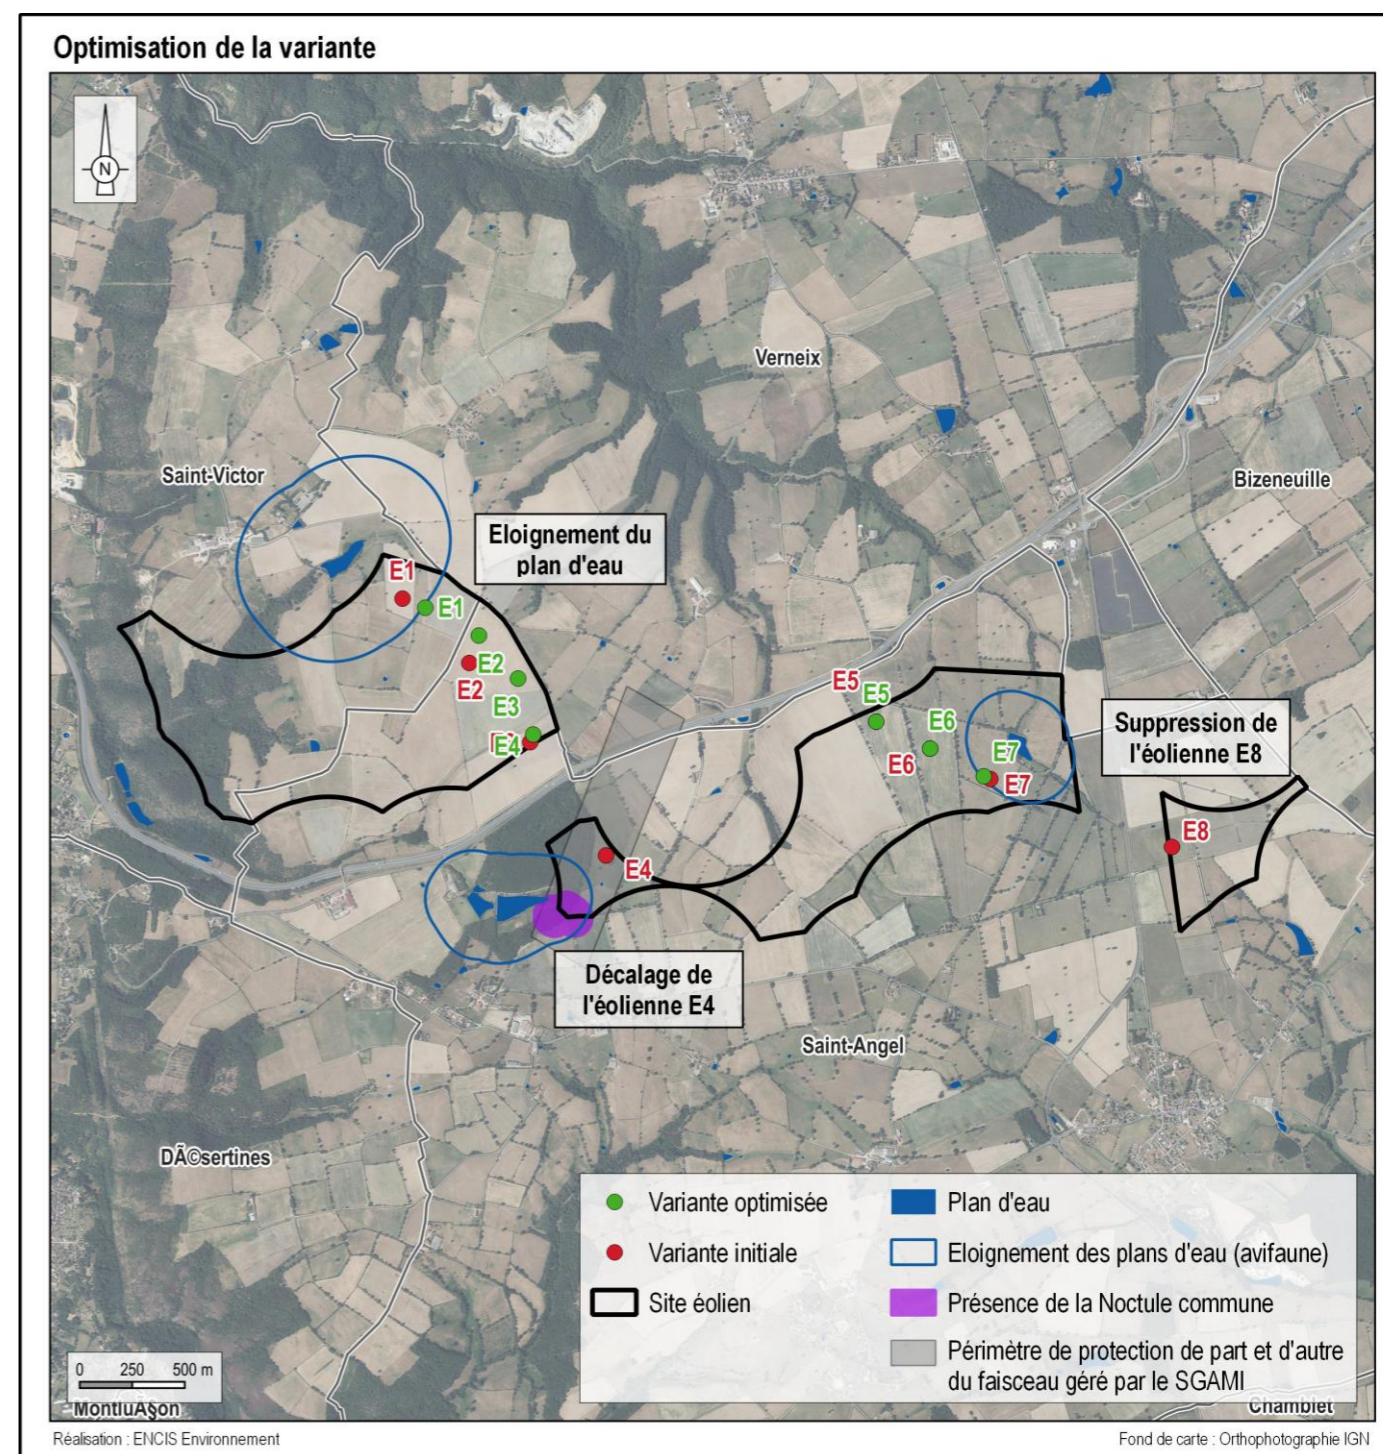 Optimisation de la variante
N
Verneix
Saint-Victor
Bizeneuille
Eloignement du
plan d'eau
E1
E1
E2
E2
E3
E4
E5
E5
E6
E6
E7
E7
Suppression de
l'éolienne E8
E8
E4
Décalage de
l'éolienne E4
Saint-Angel
DÃ©sertines
Variante optimisée
Variante initiale
Site éolien
Plan d'eau
Eloignement des plans d'eau (avifaune)
Présence de la Noctule commune
Périmètre de protection de part et d'autre
du faisceau géré par le SGAMI
0 250 500 m
MontluÃ§on
Chamblet
Réalisation : ENCIS Environnement
Fond de carte : Orthophotographie IGN